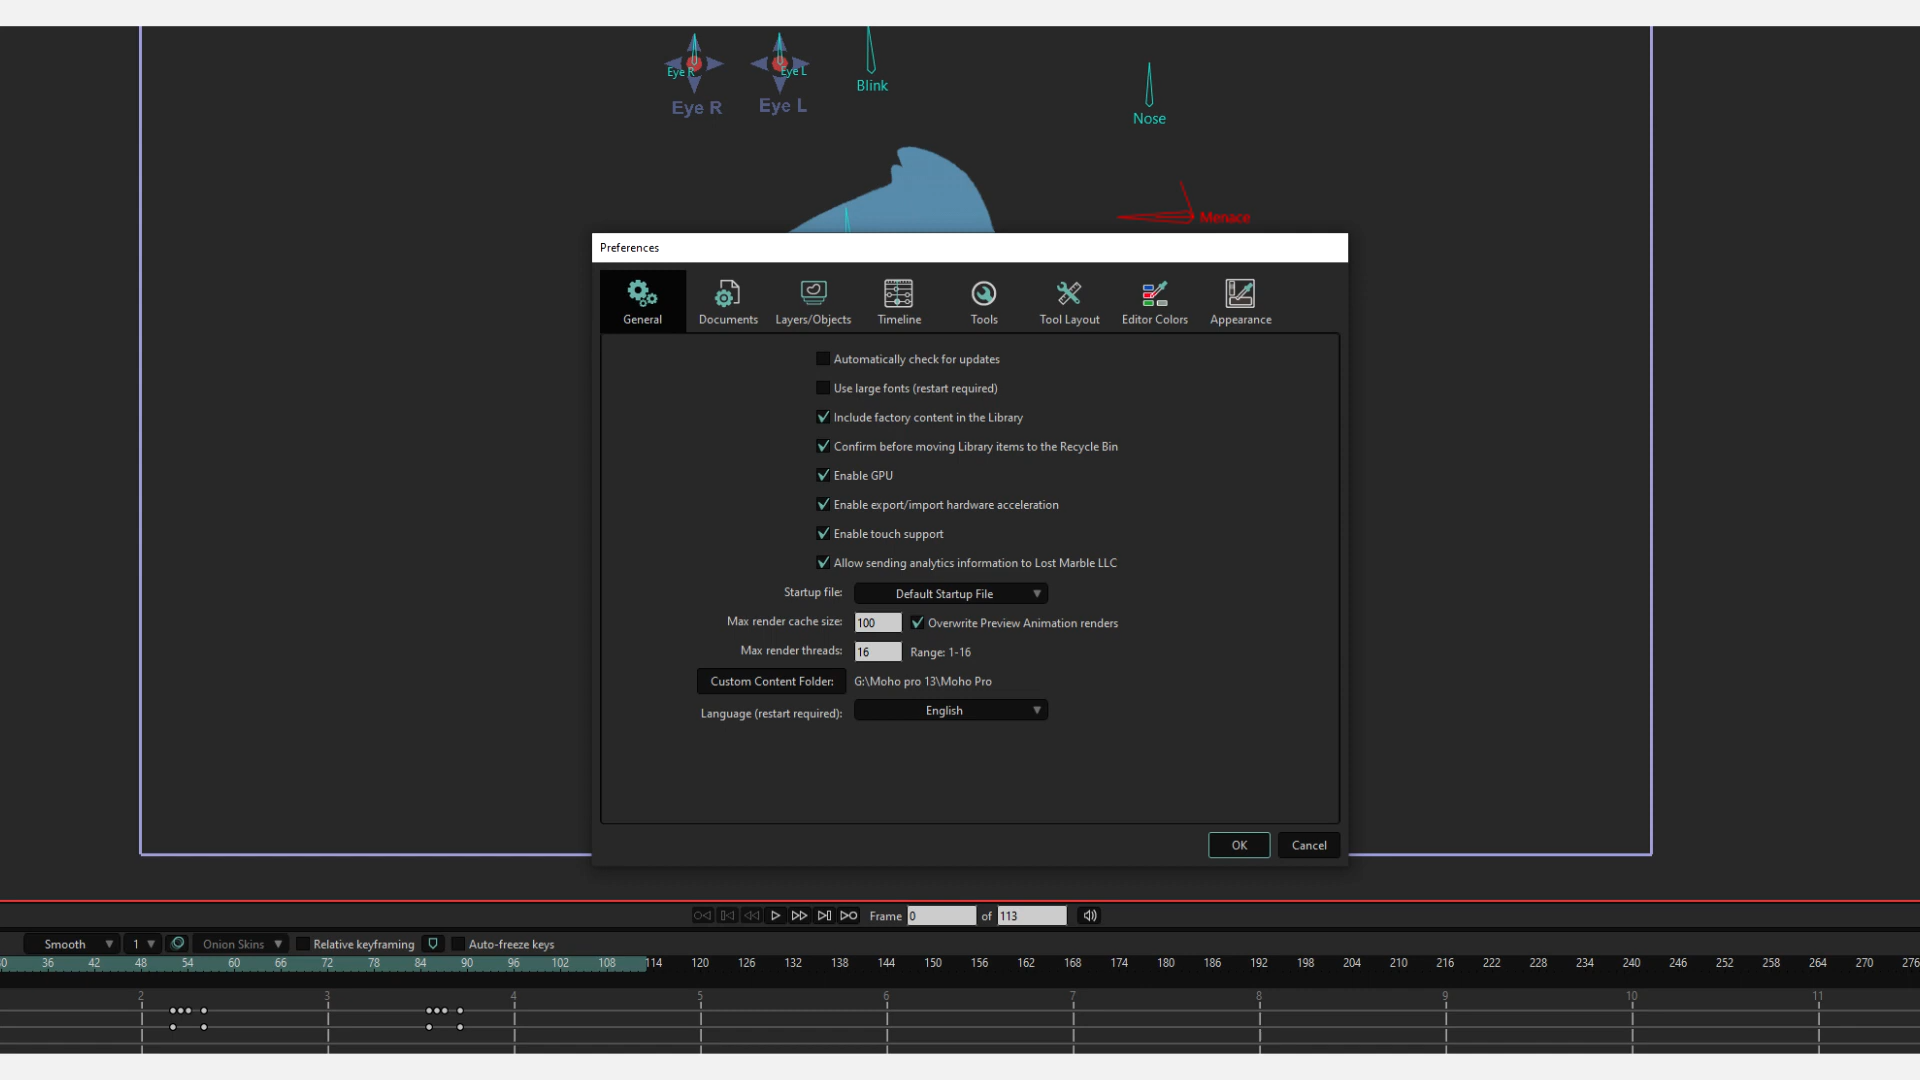 Eye R
Eye L
Eye R
Eye L
Blink
Nose
Menace
Preferences
General
Documents
Layers/Objects
Timeline
Tools
Tool Layout
Editor Colors
Appearance
Automatically check for updates
Use large fonts (restart required)
Include factory content in the Library
Confirm before moving Library items to the Recycle Bin
Enable GPU
Enable export/import hardware acceleration
Enable touch support
Allow sending analytics information to Lost Marble LLC
Startup file: Default Startup File
Max render cache size: 100 Overwrite Preview Animation renders
Max render threads: 16 Range: 1-16
Custom Content Folder: G:\Moho pro 13\Moho Pro
Language (restart required): English
OK
Cancel
Frame 0 of 113
Smooth 1 Onion Skins Relative keyframing Auto-freeze keys
36 42 48 54 60 66 72 78 84 90 96 102 108 114 120 126 132 138 144 150 156 162 168 174 180 186 192 198 204 210 216 222 228 234 240 246 252 258 264 270 276
2 3 4 5 6 7 8 9 10 11